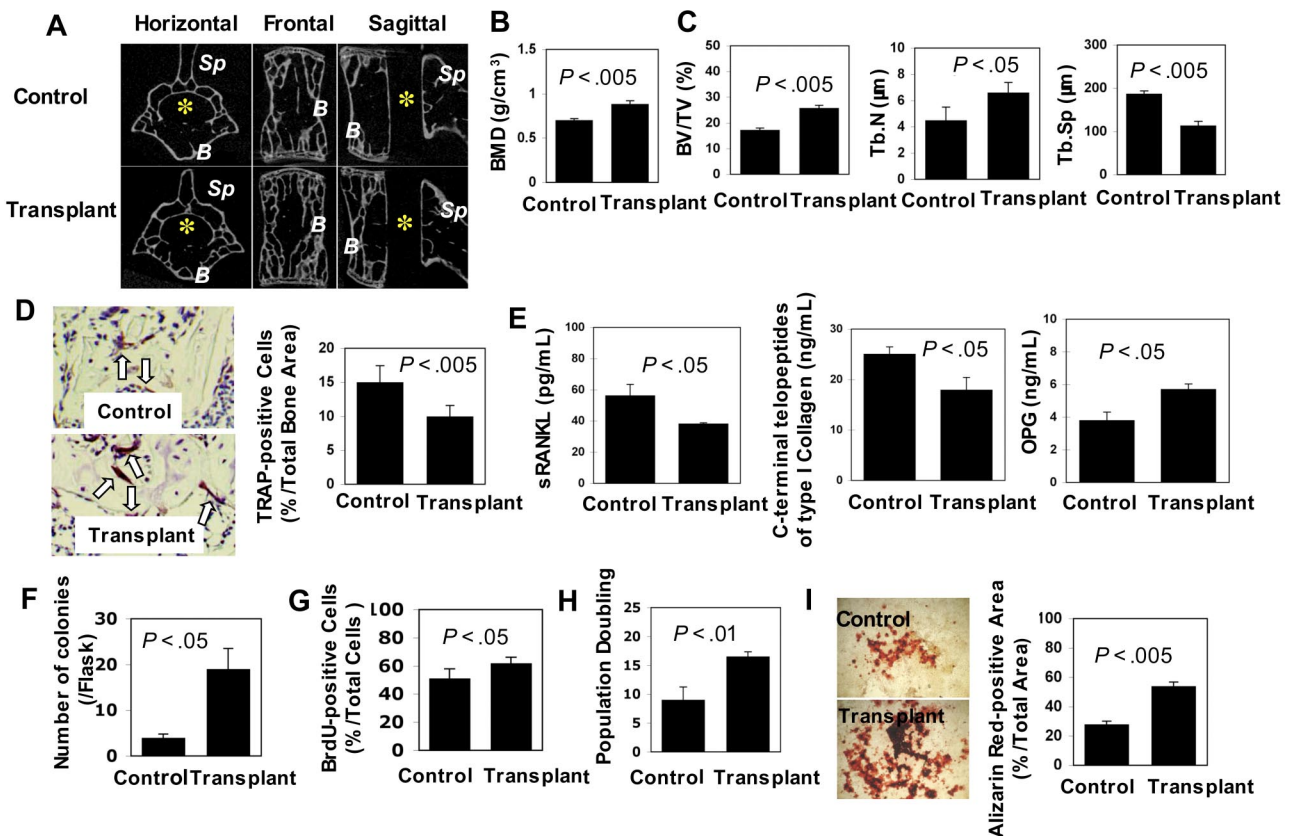 A
Horizontal Frontal Sagittal
Control
Sp
*
B
B
B
*
Sp
Transplant
Sp
*
B
B
B
*
Sp
B
BMD (g/cm³)
1.5
1
0.5
0
P < .005
Control Transplant
C
BV/TV (%)
50
40
30
20
10
0
P < .005
Control Transplant
Tb.N (µm)
10
8
6
4
2
0
P < .05
Control Transplant
Tb.Sp (µm)
300
200
100
0
P < .005
Control Transplant
D
Control
Transplant
TRAP-positive Cells
(% /Total Bone Area)
20
15
10
5
0
P < .005
Control Transplant
E
sRANKL (pg/mL)
100
80
60
40
20
0
P < .05
Control Transplant
C-terminal telopeptides
of type I Collagen (ng/mL)
30
20
10
0
P < .05
Control Transplant
OPG (ng/mL)
10
8
6
4
2
0
P < .05
Control Transplant
F
Number of colonies
(/Flask)
30
20
10
0
P < .05
Control Transplant
G
BrdU-positive Cells
(% /Total Cells )
100
80
60
40
20
0
P < .05
Control Transplant
H
Population Doubling
25
20
15
10
5
0
P < .01
Control Transplant
I
Control
Transplant
Alizarin Red-positive Area
(% /Total Area)
100
80
60
40
20
0
P < .005
Control Transplant